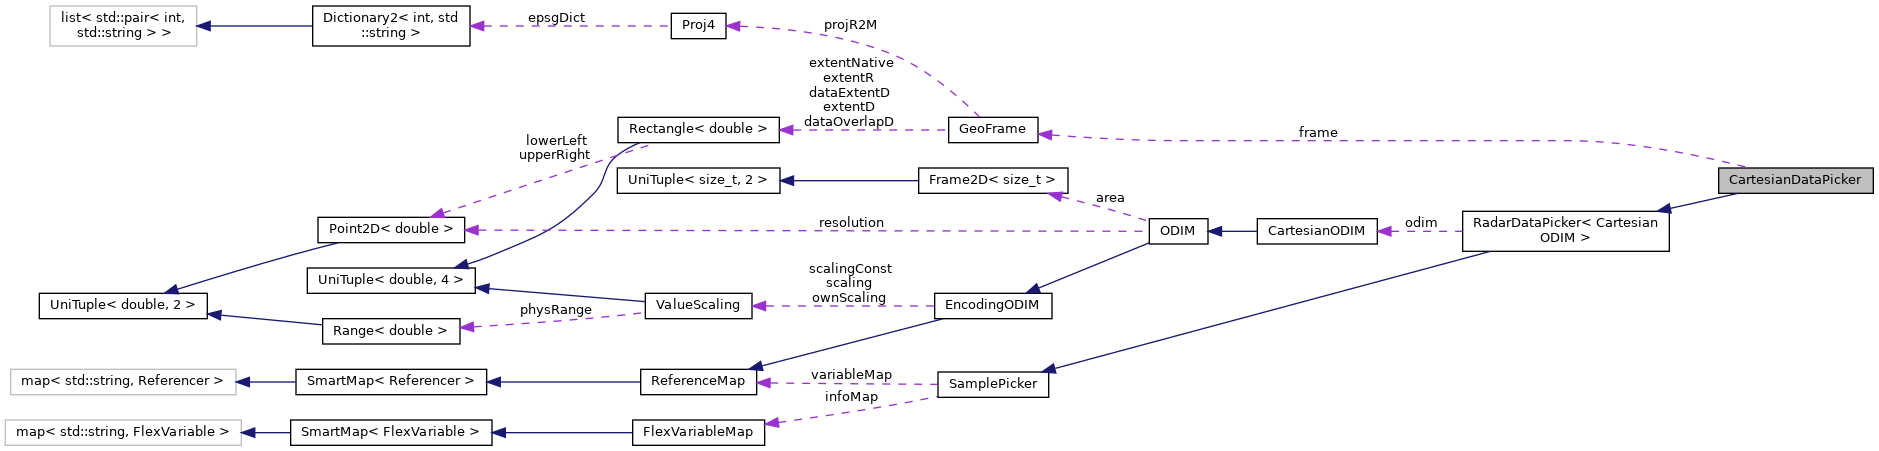 list< std::pair< int,
std::string > >
Dictionary2< int, std
::string >
epsgDict
Proj4
projR2M
extentNative
extentR
dataExtentD
extentD
dataOverlapD
Rectangle< double >
GeoFrame
frame
lowerLeft
upperRight
UniTuple< size_t, 2 >
Frame2D< size_t >
CartesianDataPicker
area
Point2D< double >
resolution
ODIM
CartesianODIM
odim
RadarDataPicker< Cartesian
ODIM >
UniTuple< double, 4 >
scalingConst
scaling
ownScaling
UniTuple< double, 2 >
ValueScaling
EncodingODIM
physRange
Range< double >
map< std::string, Referencer >
SmartMap< Referencer >
ReferenceMap
variableMap
SamplePicker
infoMap
map< std::string, FlexVariable >
SmartMap< FlexVariable >
FlexVariableMap